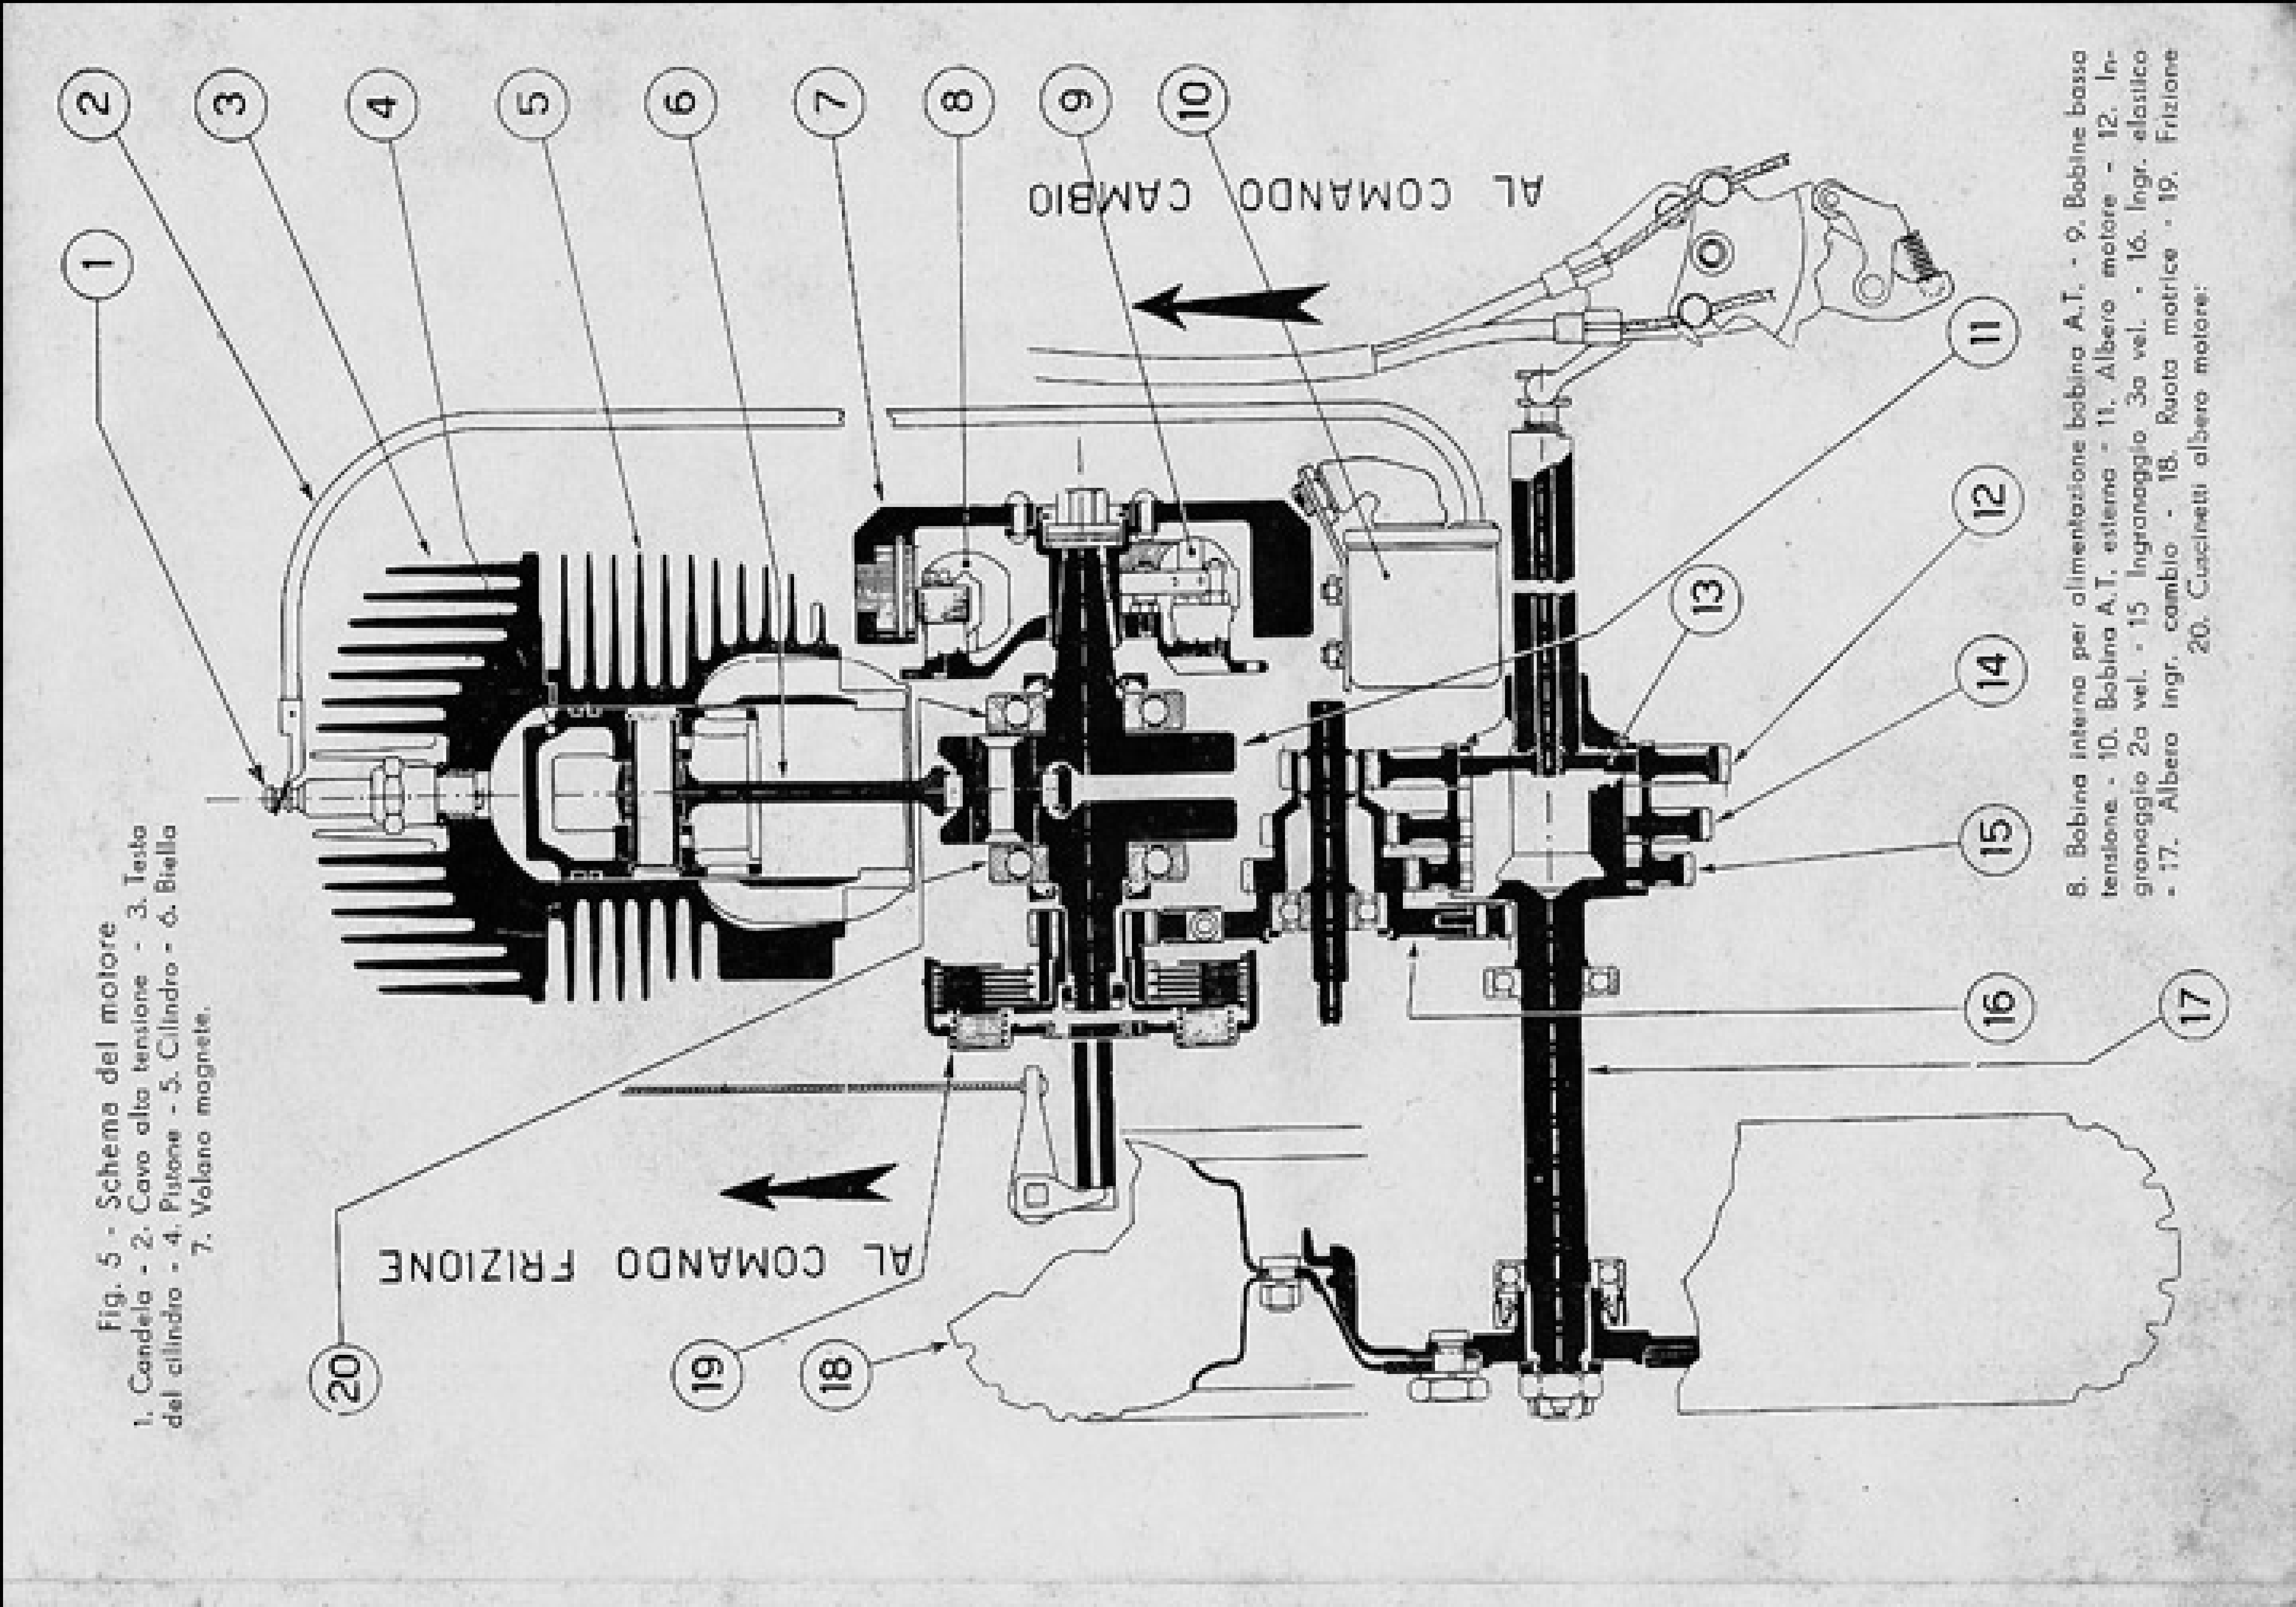 Fig. 5 - Schema del motore
1. Candela - 2. Cavo alta tensione - 3. Testa
del cilindro - 4. Pistone - 5. Cilindro - 6. Biella
7. Volano magnete.
1
2
3
4
5
6
7
8
9
10
11
12
13
14
15
16
17
18
19
20
AL COMANDO CAMBIO
AL COMANDO FRIZIONE
8. Bobina interna per alimentazione bobina A.T. - 9. Bobine bassa
tensione. - 10. Bobina A.T. esterna - 11. Albero motore - 12. In-
granaggio 2a vel. - 15 Ingranaggio 3a vel. - 16. Ingr. elastico
- 17. Albero ingr. cambio - 18. Ruota motrice - 19. Frizione
20. Cuscinetti albero motore: